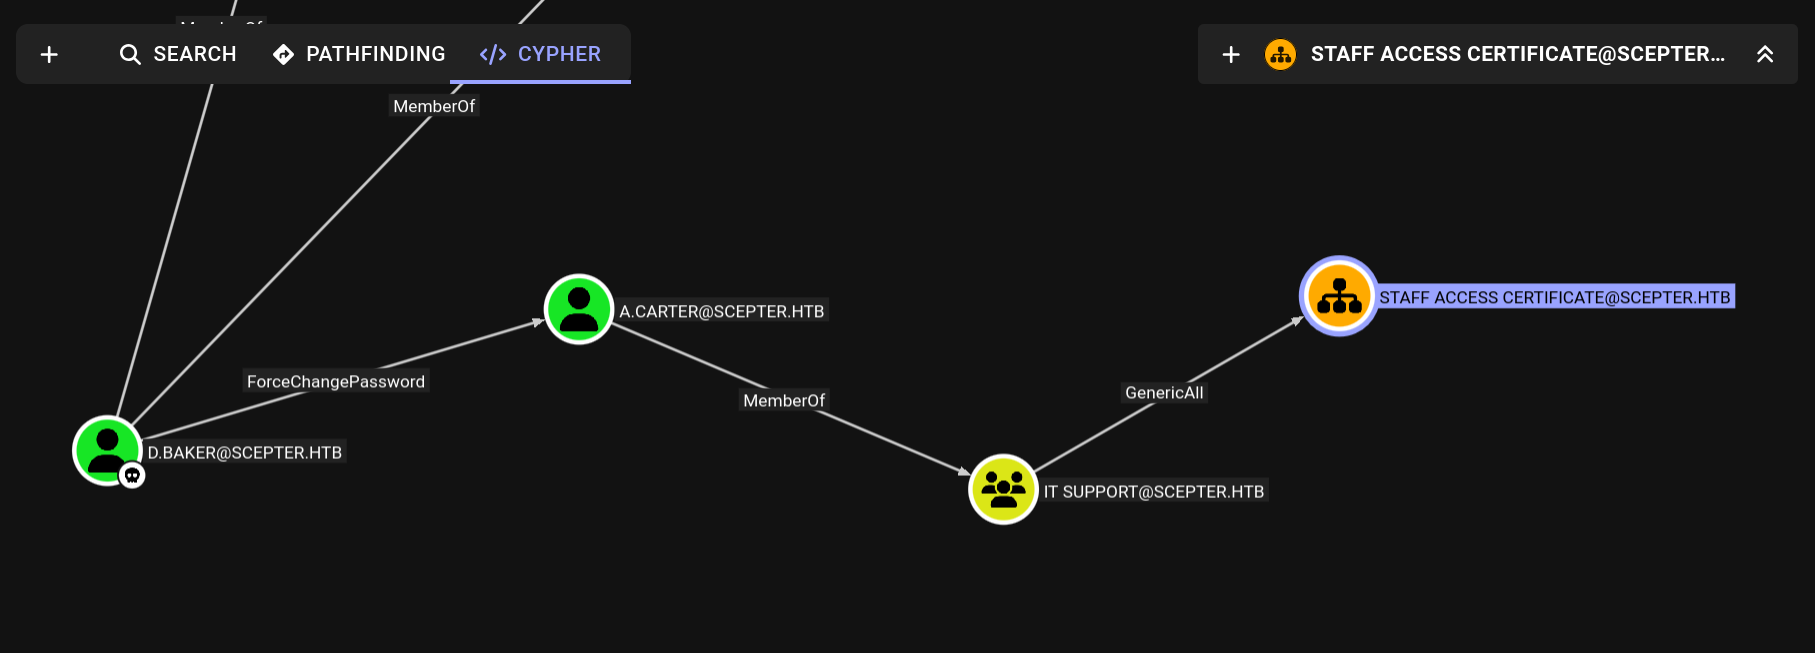 MemberOf
SEARCH
PATHFINDING
CYPHER
STAFF ACCESS CERTIFICATE@SCEPTER...
MemberOf
STAFF ACCESS CERTIFICATE@SCEPTER.HTB
A.CARTER@SCEPTER.HTB
ForceChangePassword
GenericAll
MemberOf
D.BAKER@SCEPTER.HTB
IT SUPPORT@SCEPTER.HTB